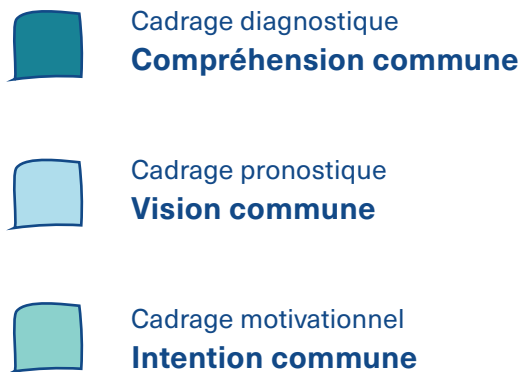 Cadrage diagnostique
Compréhension commune
Cadrage pronostique
Vision commune
Cadrage motivationnel
Intention commune